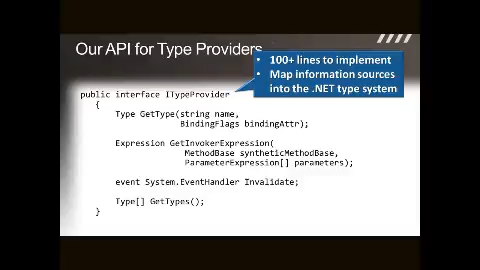 Our API for Type Providers
• 100+ lines to implement
• Map information sources
into the .NET type system
public interface ITypeProvider
{
Type GetType(string name,
BindingFlags bindingAttr);
Expression GetInvokerExpression(
MethodBase syntheticMethodBase,
ParameterExpression[] parameters);
event System.EventHandler Invalidate;
Type[] GetTypes();
}